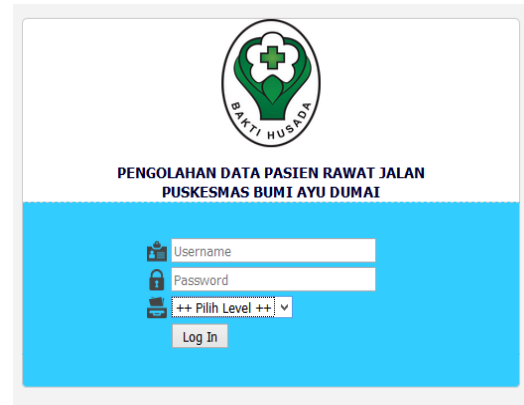 BAKTI HUSADA
PENGOLAHAN DATA PASIEN RAWAT JALAN
PUSKESMAS BUMI AYU DUMAI
Username
Password
++ Pilih Level ++
Log In